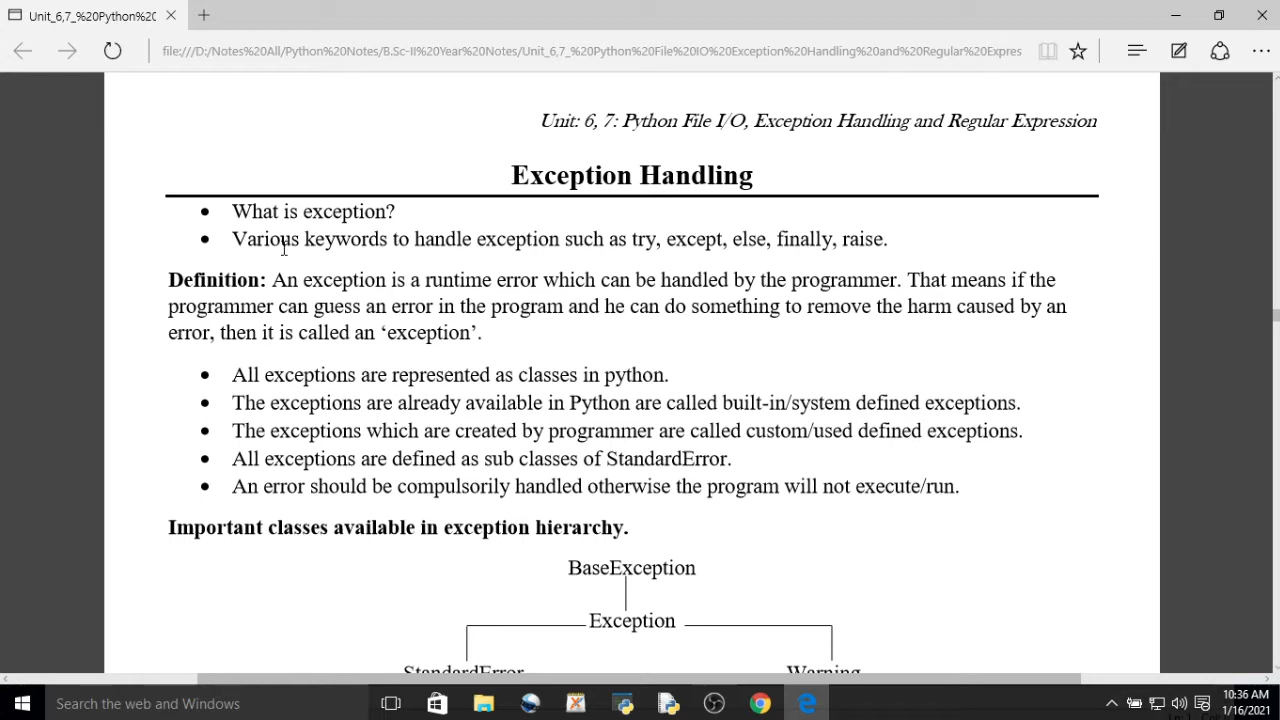 Unit_6,7_%20Python%
file:///D:/Notes%20All/Python%20Notes/B.Sc-II%20Year%20Notes/Unit_6,7_%20Python%20File%20IO%20Exception%20Handling%20and%20Regular%20Expres
Unit: 6, 7: Python File I/O, Exception Handling and Regular Expression
Exception Handling
• What is exception?
• Various keywords to handle exception such as try, except, else, finally, raise.
Definition: An exception is a runtime error which can be handled by the programmer. That means if the
programmer can guess an error in the program and he can do something to remove the harm caused by an
error, then it is called an ‘exception’.
• All exceptions are represented as classes in python.
• The exceptions are already available in Python are called built-in/system defined exceptions.
• The exceptions which are created by programmer are called custom/used defined exceptions.
• All exceptions are defined as sub classes of StandardError.
• An error should be compulsorily handled otherwise the program will not execute/run.
Important classes available in exception hierarchy.
BaseException
Exception
StandardError Warning
Search the web and Windows
10:36 AM
1/16/2021